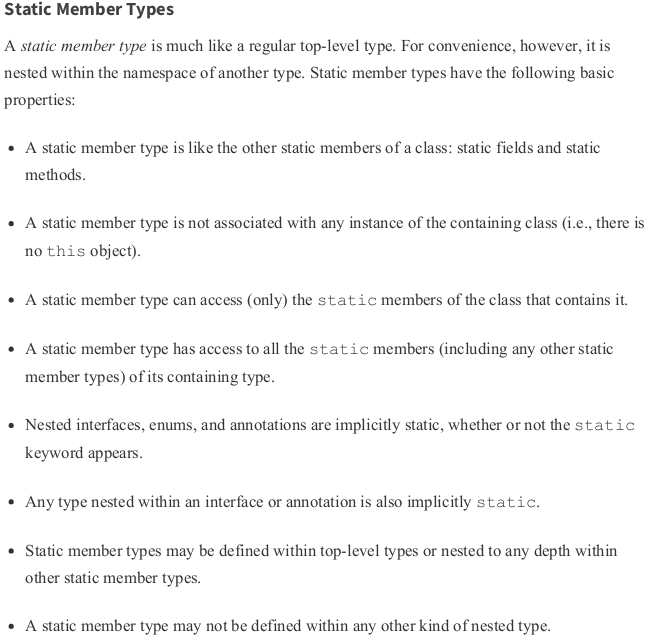 Static Member Types
A static member type is much like a regular top-level type. For convenience, however, it is
nested within the namespace of another type. Static member types have the following basic
properties:
• A static member type is like the other static members of a class: static fields and static
methods.
• A static member type is not associated with any instance of the containing class (i.e., there is
no this object).
• A static member type can access (only) the static members of the class that contains it.
• A static member type has access to all the static members (including any other static
member types) of its containing type.
• Nested interfaces, enums, and annotations are implicitly static, whether or not the static
keyword appears.
• Any type nested within an interface or annotation is also implicitly static.
• Static member types may be defined within top-level types or nested to any depth within
other static member types.
• A static member type may not be defined within any other kind of nested type.